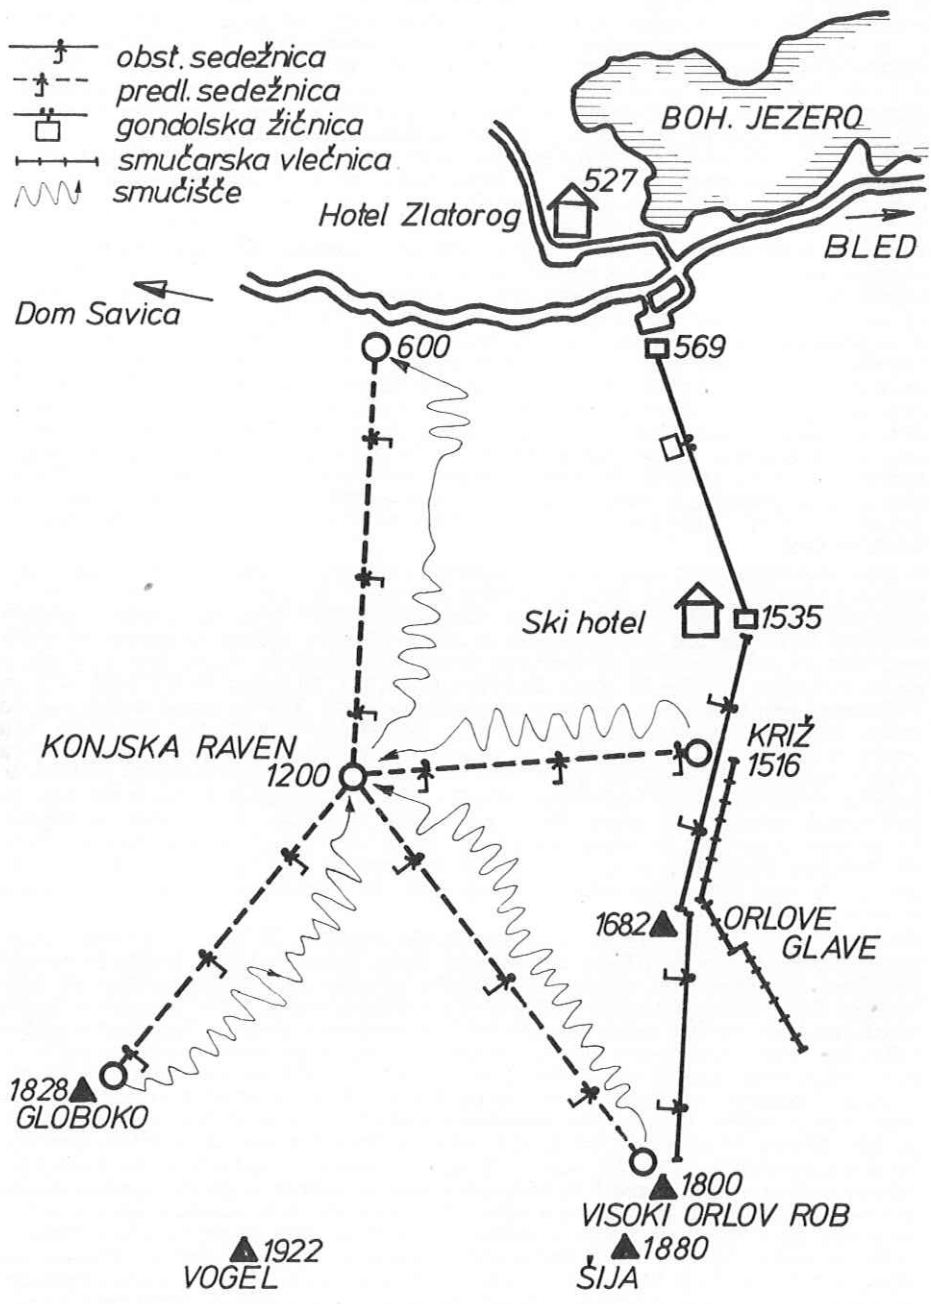 obst. sedežnica
predl. sedežnica
gondolska žičnica
smučarska vlečnica
smučišče
BOH. JEZERO
527
Hotel Zlatorog
BLED
Dom Savica
600
569
Ski hotel
1535
KRIŽ
1516
KONJSKA RAVEN
1200
1682
ORLOVE
GLAVE
1828
GLOBOKO
1800
VISOKI ORLOV ROB
1922
VOGEL
1880
ŠIJA